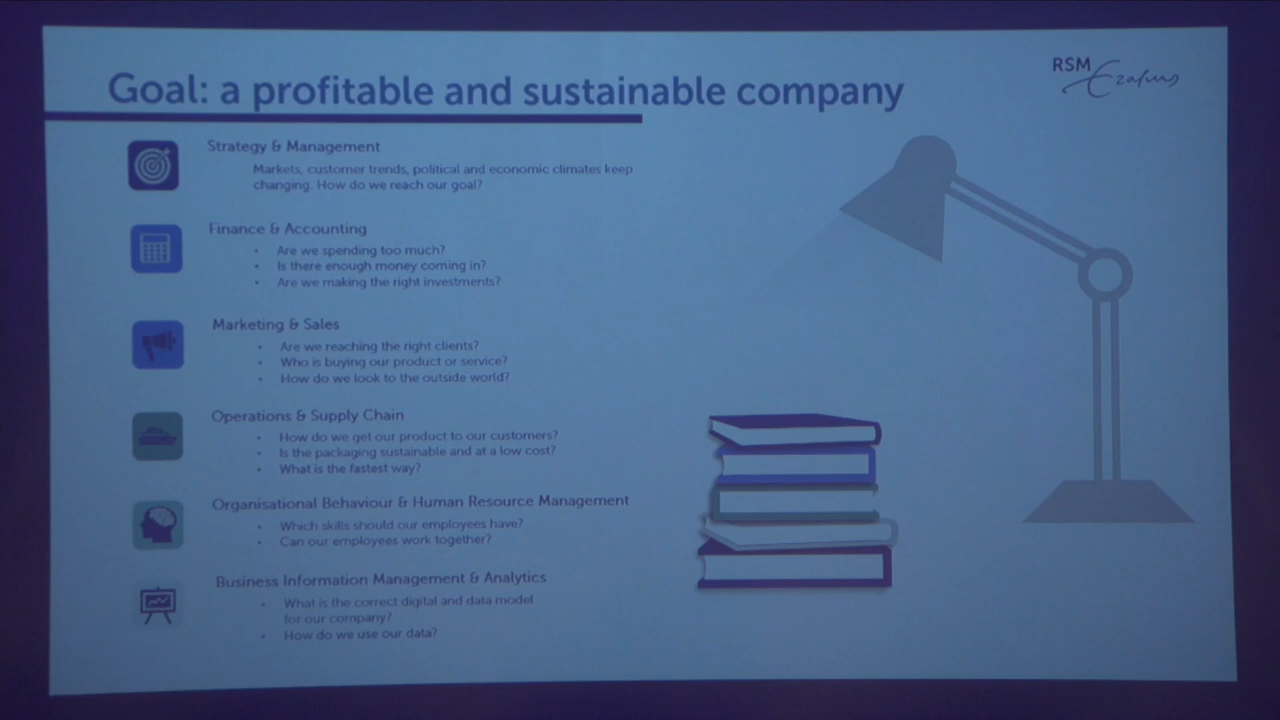 Goal: a profitable and sustainable company
RSM
Erasmus
Strategy & Management
Markets, customer trends, political and economic climates keep
changing. How do we reach our goal?
Finance & Accounting
• Are we spending too much?
• Is there enough money coming in?
• Are we making the right investments?
Marketing & Sales
• Are we reaching the right clients?
• Who is buying our product or service?
• How do we look to the outside world?
Operations & Supply Chain
• How do we get our product to our customers?
• Is the packaging sustainable and at a low cost?
• What is the fastest way?
Organisational Behaviour & Human Resource Management
• Which skills should our employees have?
• Can our employees work together?
Business Information Management & Analytics
• What is the correct digital and data model
for our company?
• How do we use our data?